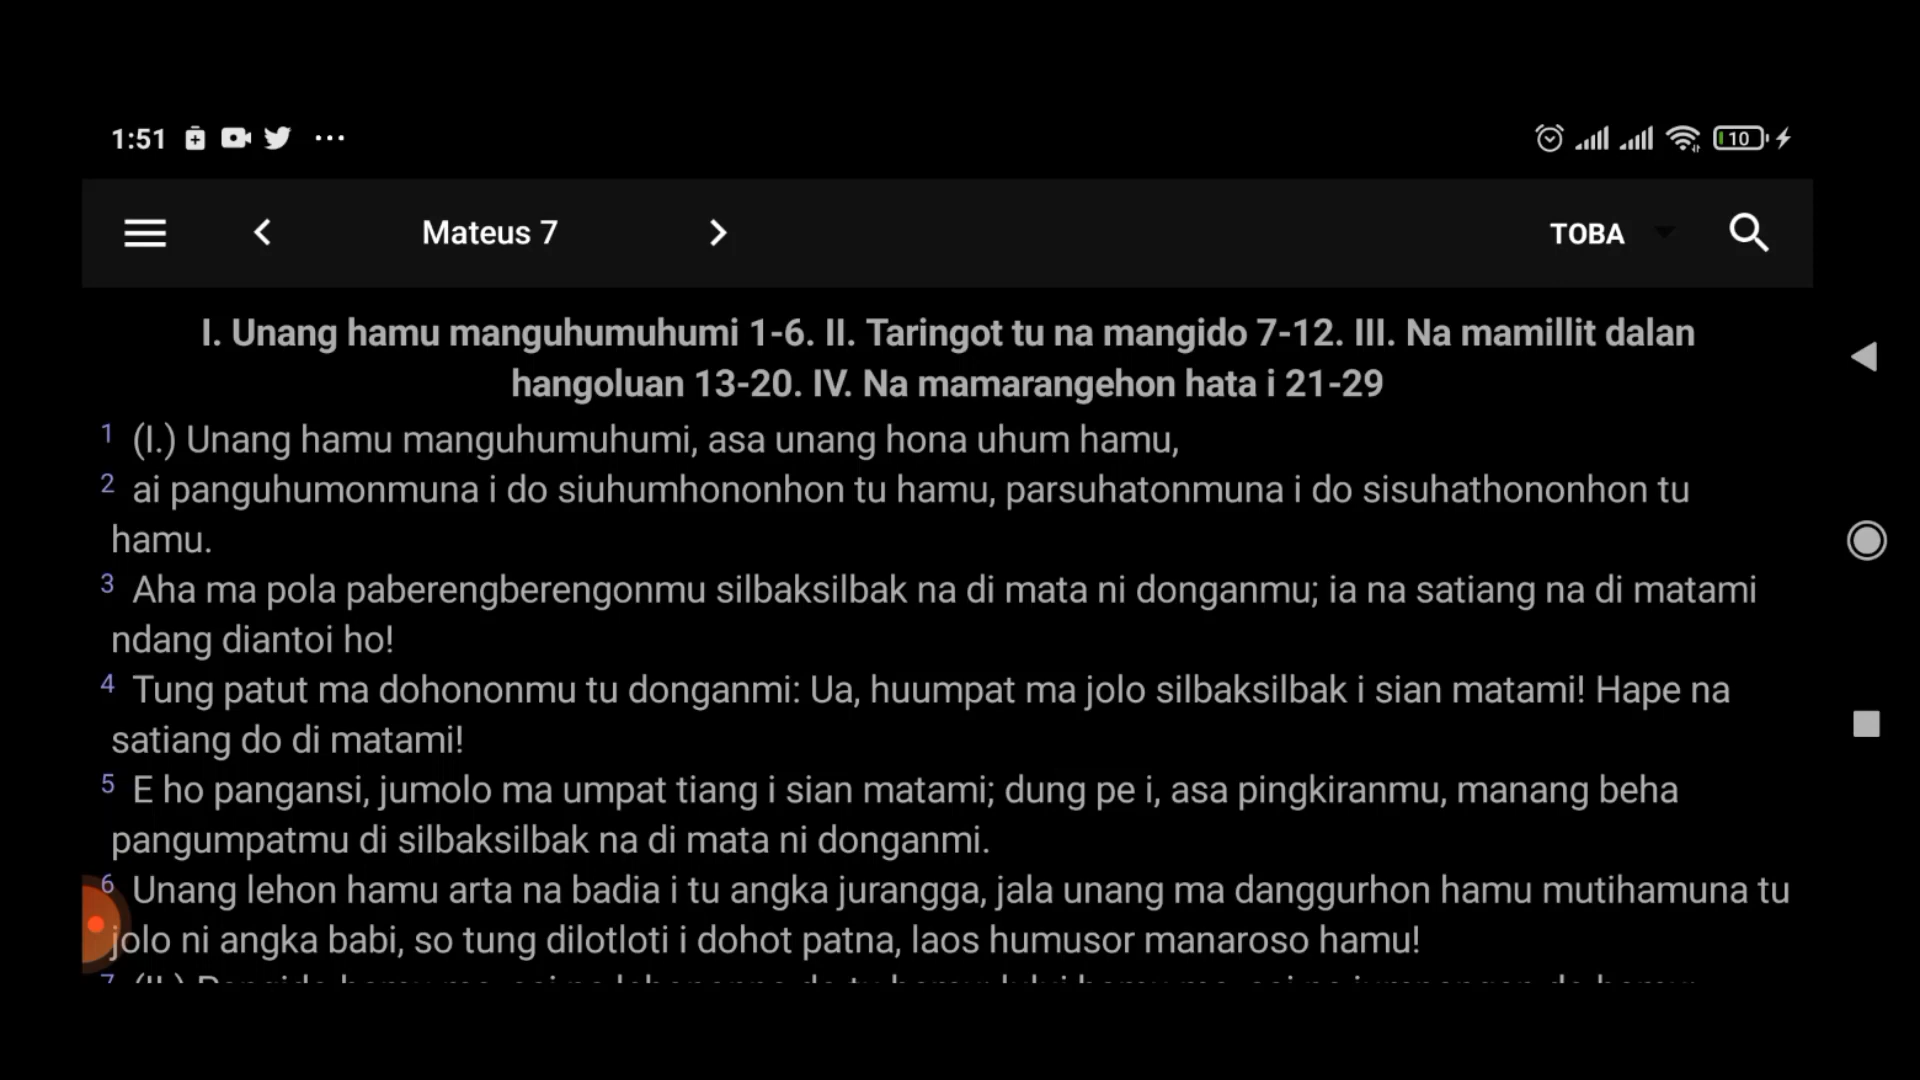 1:51 ...
10
Mateus 7
TOBA
I. Unang hamu manguhumuhumi 1-6. II. Taringot tu na mangido 7-12. III. Na mamillit dalan
hangoluan 13-20. IV. Na mamarangehon hata i 21-29
1 (I.) Unang hamu manguhumuhumi, asa unang hona uhum hamu,
2 ai panguhumonmuna i do siuhumhononhon tu hamu, parsuhatonmuna i do sisuhathononhon tu
hamu.
3 Aha ma pola paberengberengonmu silbaksilbak na di mata ni donganmu; ia na satiang na di matami
ndang diantoi ho!
4 Tung patut ma dohononmu tu donganmi: Ua, huumpat ma jolo silbaksilbak i sian matami! Hape na
satiang do di matami!
5 E ho pangansi, jumolo ma umpat tiang i sian matami; dung pe i, asa pingkiranmu, manang beha
pangumpatmu di silbaksilbak na di mata ni donganmi.
6 Unang lehon hamu arta na badia i tu angka jurangga, jala unang ma danggurhon hamu mutihamuna tu
jolo ni angka babi, so tung dilotloti i dohot patna, laos humusor manaroso hamu!